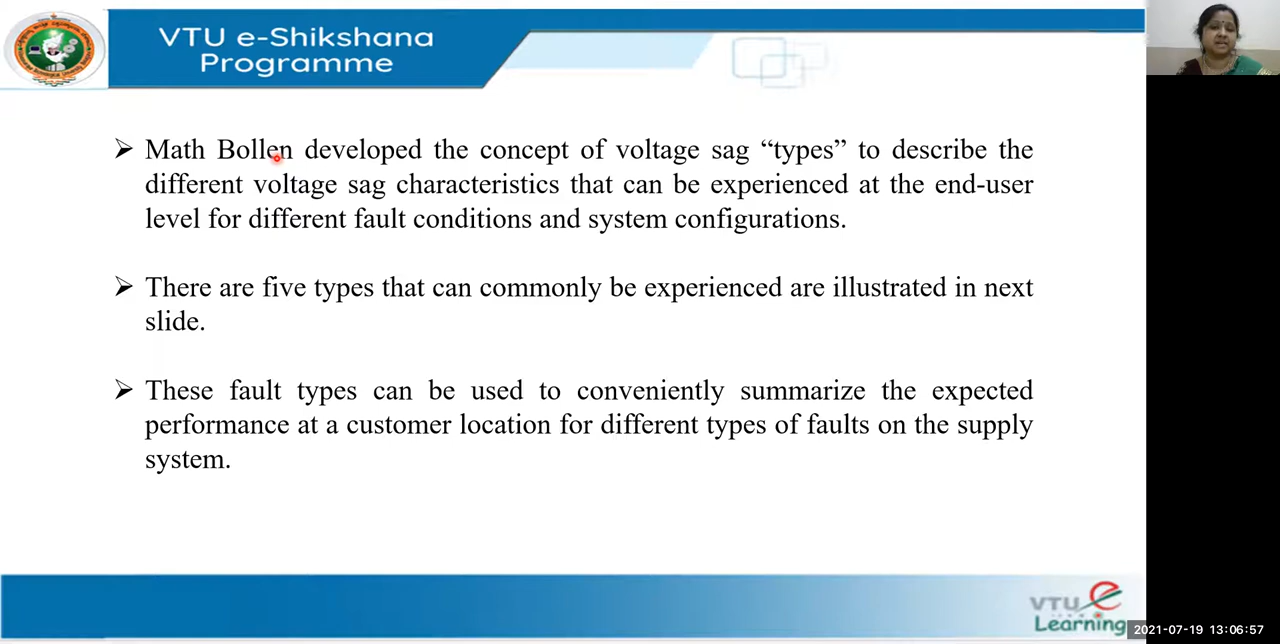 VTU e-Shikshana
Programme
➢ Math Bollen developed the concept of voltage sag “types” to describe the
different voltage sag characteristics that can be experienced at the end-user
level for different fault conditions and system configurations.
➢ There are five types that can commonly be experienced are illustrated in next
slide.
➢ These fault types can be used to conveniently summarize the expected
performance at a customer location for different types of faults on the supply
system.
VTU e
Learning
2021-07-19 13:06:57